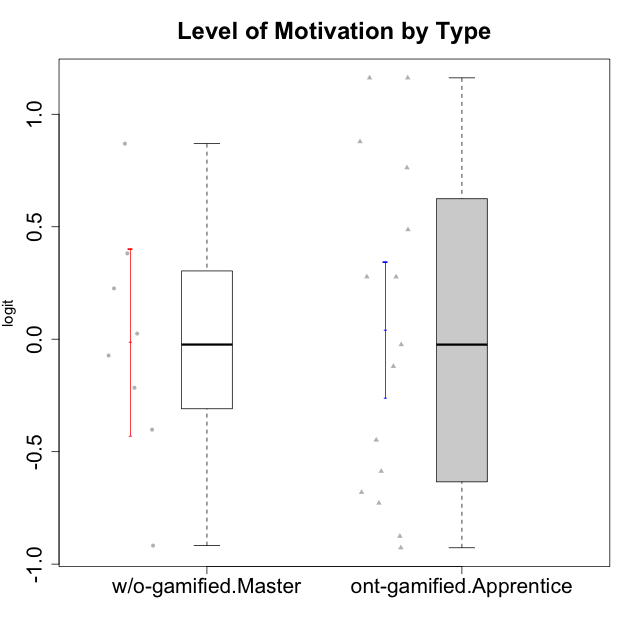 Level of Motivation by Type
logit
1.0
0.5
0.0
-0.5
-1.0
w/o-gamified.Master
ont-gamified.Apprentice